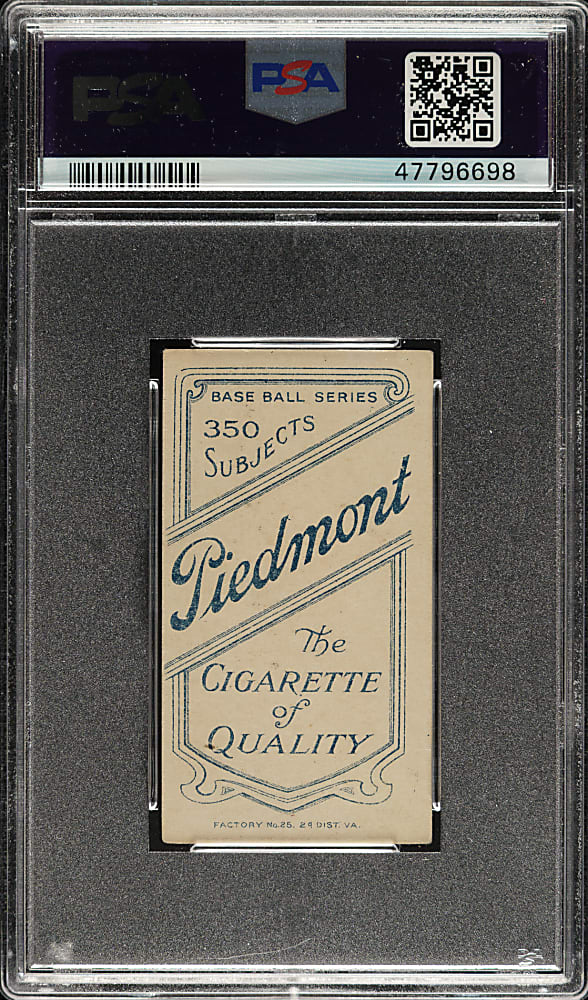 PSA
PSA
47796698
BASE BALL SERIES
350
SUBJECTS
Piedmont
The
CIGARETTE
of
QUALITY
FACTORY No. 25, 2d DIST. VA.